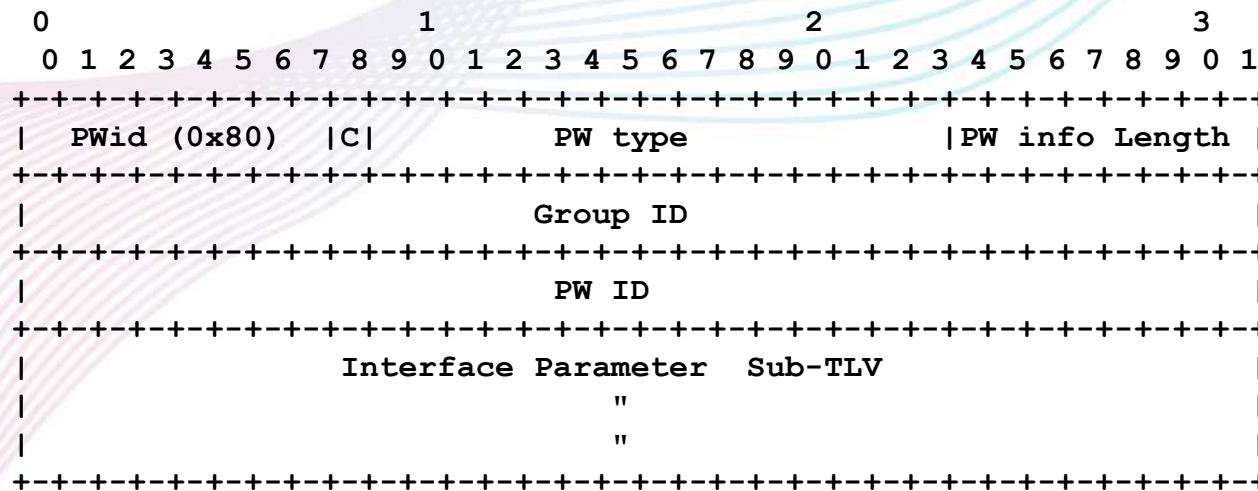 0                   1                   2                   3
 0 1 2 3 4 5 6 7 8 9 0 1 2 3 4 5 6 7 8 9 0 1 2 3 4 5 6 7 8 9 0 1
+-+-+-+-+-+-+-+-+-+-+-+-+-+-+-+-+-+-+-+-+-+-+-+-+-+-+-+-+-+-+-+-+
|  PWid (0x80)  |C|         PW type             |PW info Length |
+-+-+-+-+-+-+-+-+-+-+-+-+-+-+-+-+-+-+-+-+-+-+-+-+-+-+-+-+-+-+-+-+
|                          Group ID                             |
+-+-+-+-+-+-+-+-+-+-+-+-+-+-+-+-+-+-+-+-+-+-+-+-+-+-+-+-+-+-+-+-+
|                           PW ID                               |
+-+-+-+-+-+-+-+-+-+-+-+-+-+-+-+-+-+-+-+-+-+-+-+-+-+-+-+-+-+-+-+-+
|                Interface Parameter  Sub-TLV                   |
|                              "                                |
|                              "                                |
+-+-+-+-+-+-+-+-+-+-+-+-+-+-+-+-+-+-+-+-+-+-+-+-+-+-+-+-+-+-+-+-+